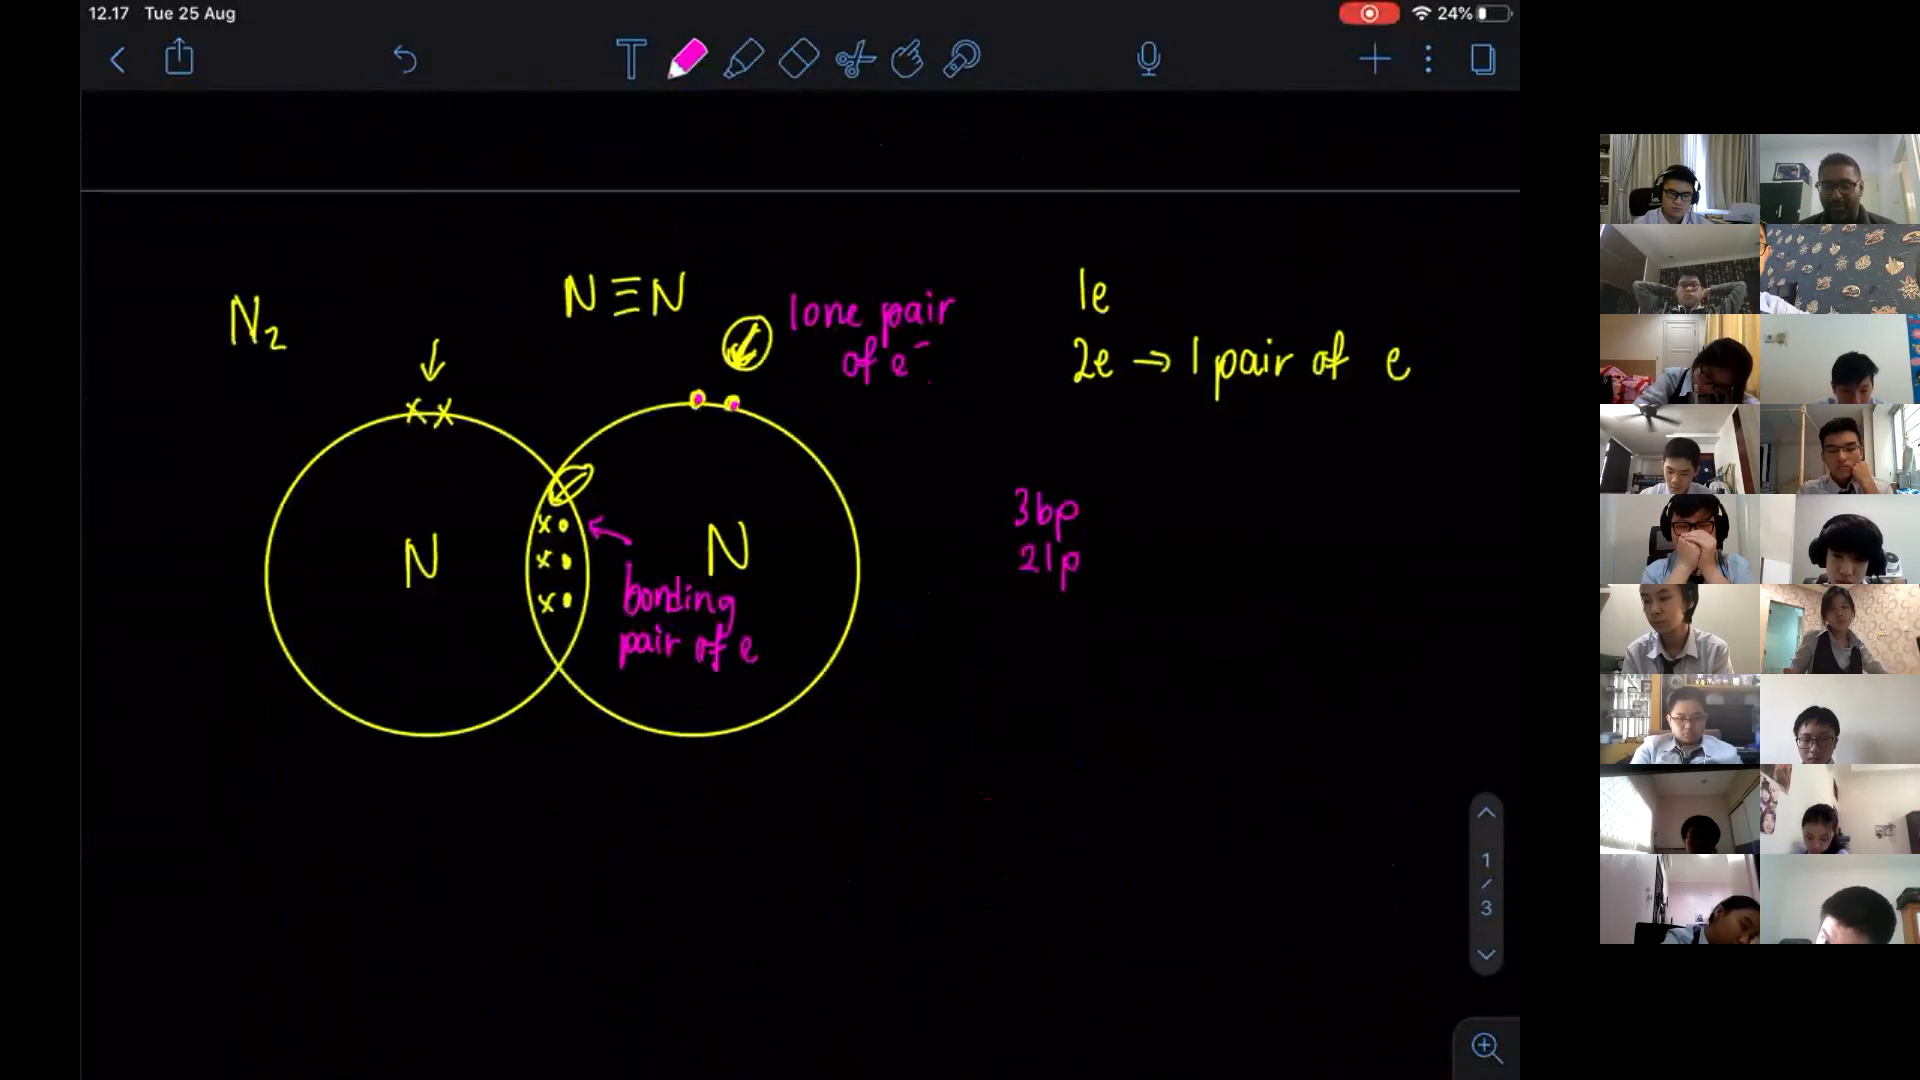 12.17 Tue 25 Aug
24%
T
N₂
N≡N
lone pair
of e⁻
1e
2e → 1 pair of e
x x
N
x •
x •
x •
N
bonding
pair of e
3bp
2lp
1
/
3